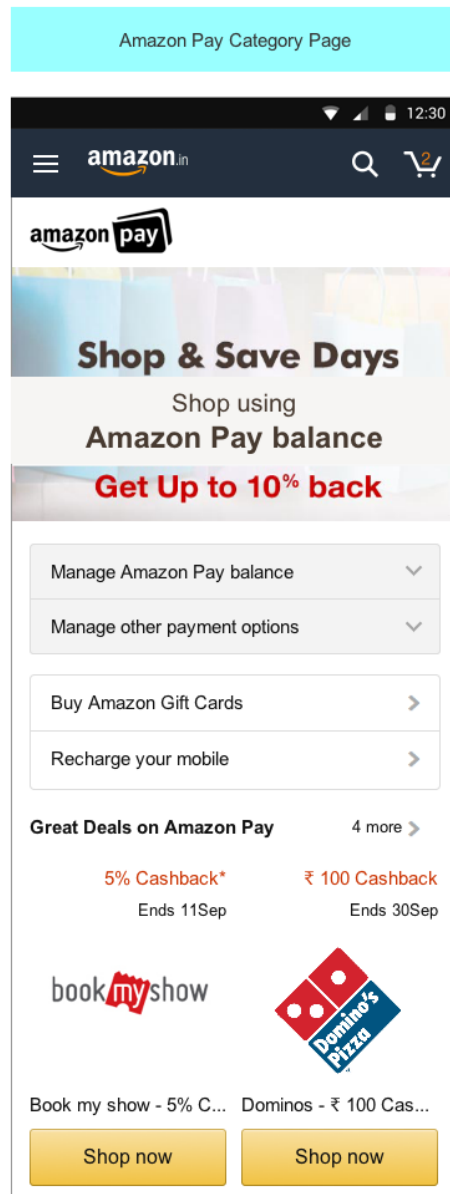 Amazon Pay Category Page
12:30
amazon.in
2
amazon pay
Shop & Save Days
Shop using
Amazon Pay balance
Get Up to 10% back
Manage Amazon Pay balance
Manage other payment options
Buy Amazon Gift Cards
Recharge your mobile
Great Deals on Amazon Pay
4 more
5% Cashback*
₹ 100 Cashback
Ends 11Sep
Ends 30Sep
bookmyshow
Domino's
Pizza
Book my show - 5% C...
Dominos - ₹ 100 Cas...
Shop now
Shop now